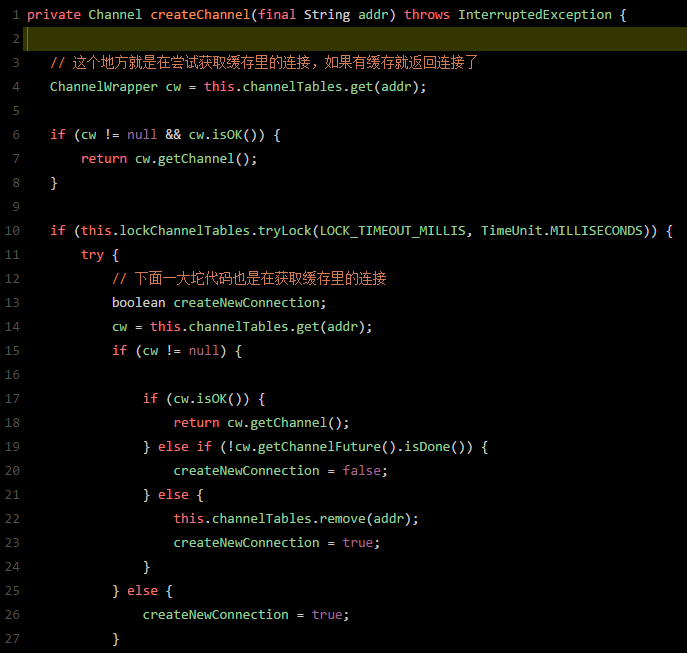 1 private Channel createChannel(final String addr) throws InterruptedException {
2
3 // 这个地方就是在尝试获取缓存里的连接，如果有缓存就返回连接了
4 ChannelWrapper cw = this.channelTables.get(addr);
5
6 if (cw != null && cw.isOK()) {
7 return cw.getChannel();
8 }
9
10 if (this.lockChannelTables.tryLock(LOCK_TIMEOUT_MILLIS, TimeUnit.MILLISECONDS)) {
11 try {
12 // 下面一大坨代码也是在获取缓存里的连接
13 boolean createNewConnection;
14 cw = this.channelTables.get(addr);
15 if (cw != null) {
16
17 if (cw.isOK()) {
18 return cw.getChannel();
19 } else if (!cw.getChannelFuture().isDone()) {
20 createNewConnection = false;
21 } else {
22 this.channelTables.remove(addr);
23 createNewConnection = true;
24 }
25 } else {
26 createNewConnection = true;
27 }